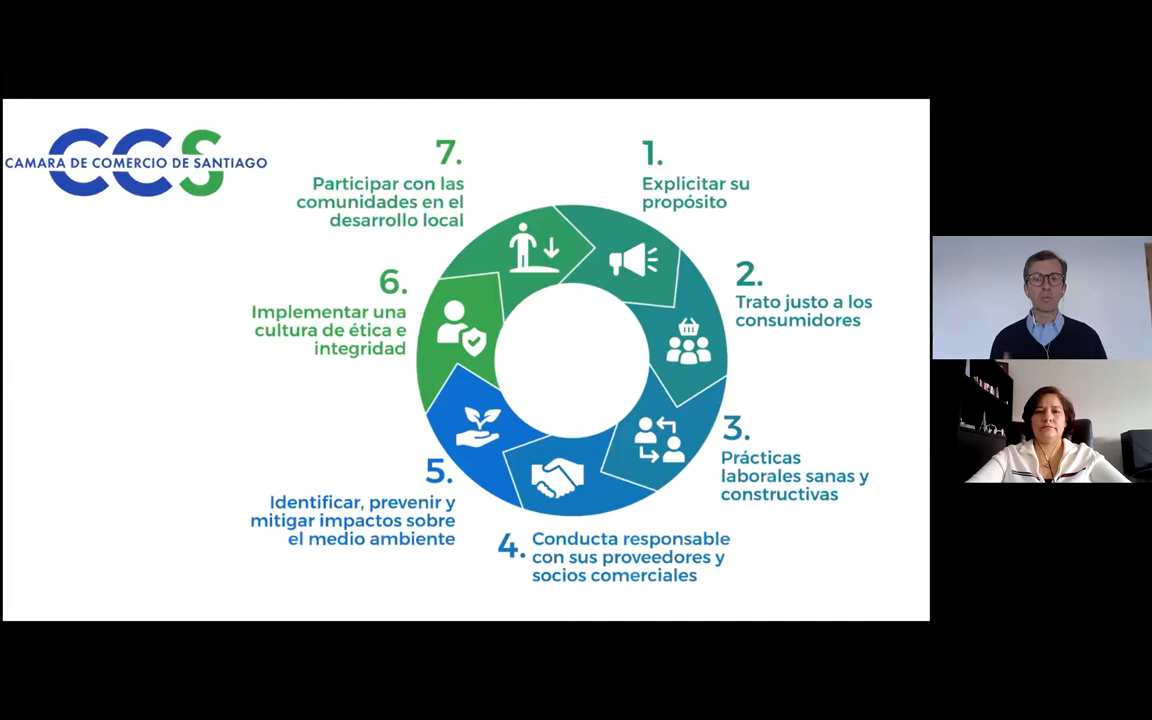 CCS
CAMARA DE COMERCIO DE SANTIAGO
1.
Explicitar su
propósito
2.
Trato justo a los
consumidores
3.
Prácticas
laborales sanas y
constructivas
4.
Conducta responsable
con sus proveedores y
socios comerciales
5.
Identificar, prevenir y
mitigar impactos sobre
el medio ambiente
6.
Implementar una
cultura de ética e
integridad
7.
Participar con las
comunidades en el
desarrollo local